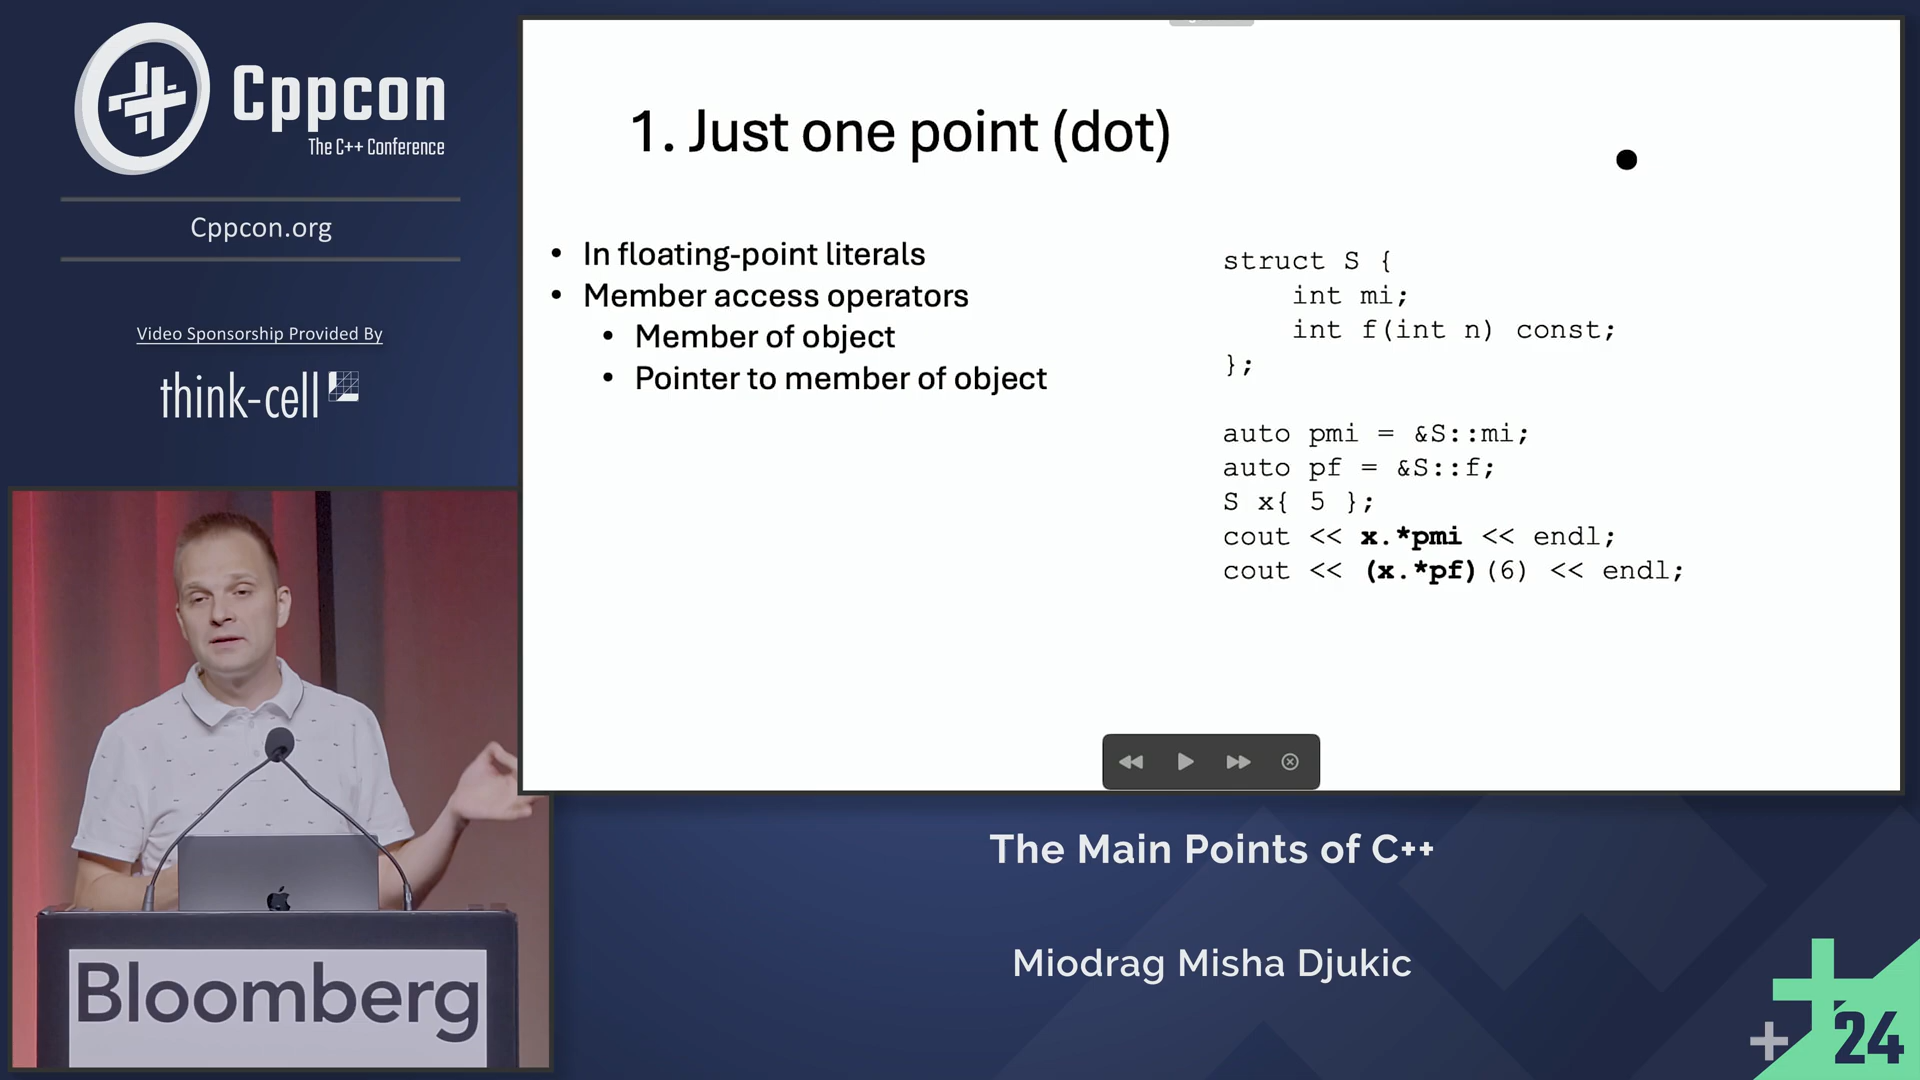 Cppcon
The C++ Conference
Cppcon.org
Video Sponsorship Provided By
think-cell
1. Just one point (dot)
• In floating-point literals
• Member access operators
• Member of object
• Pointer to member of object
struct S {
    int mi;
    int f(int n) const;
};
auto pmi = &S::mi;
auto pf = &S::f;
S x{ 5 };
cout << x.*pmi << endl;
cout << (x.*pf)(6) << endl;
Bloomberg
The Main Points of C++
Miodrag Misha Djukic
24